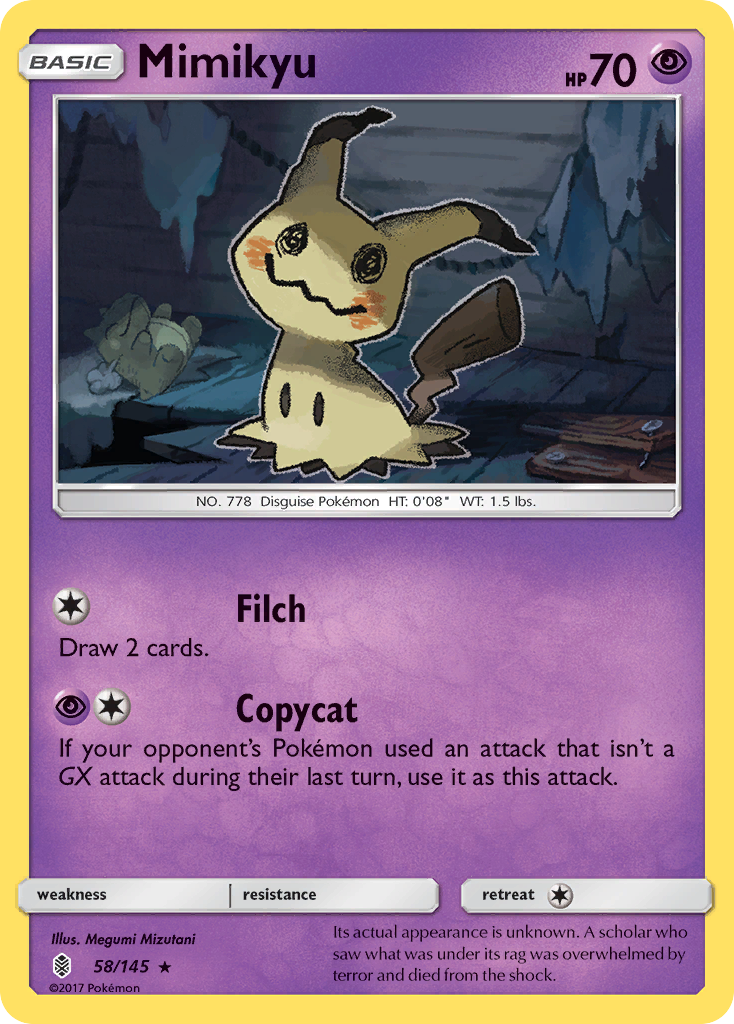 BASIC Mimikyu HP 70
NO. 778 Disguise Pokémon HT: 0'08" WT: 1.5 lbs.
Filch
Draw 2 cards.
Copycat
If your opponent's Pokémon used an attack that isn't a
GX attack during their last turn, use it as this attack.
weakness resistance retreat
Illus. Megumi Mizutani
58/145
©2017 Pokémon
Its actual appearance is unknown. A scholar who
saw what was under its rag was overwhelmed by
terror and died from the shock.